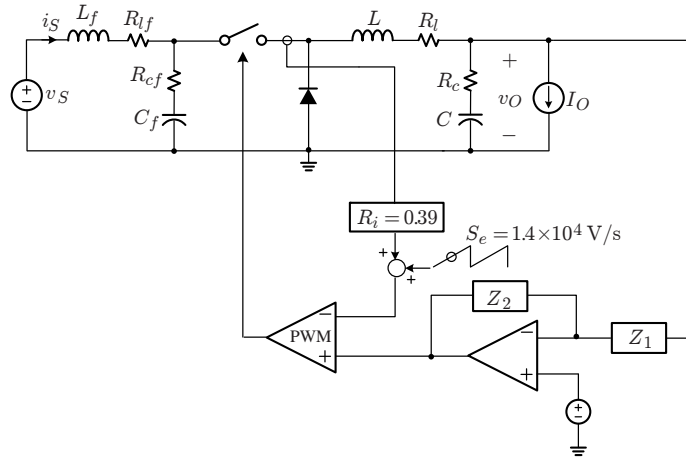 i_S L_f R_lf L R_l
R_cf R_c + v_O − I_O
v_S + − C_f C
R_i = 0.39
S_e = 1.4×10^4 V/s
+ +
Z_2
− PWM +
− + Z_1
+ −